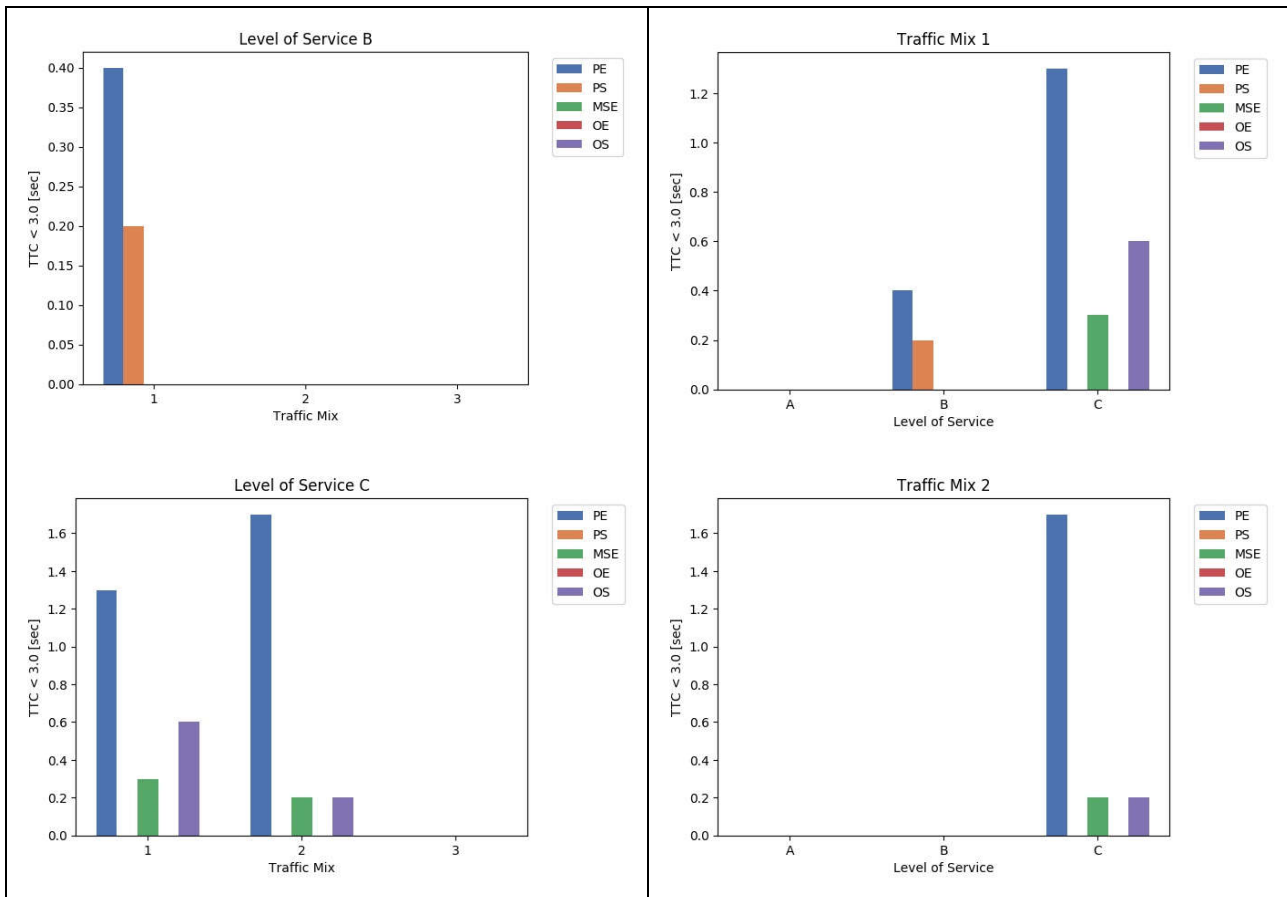 Level of Service B
0.40
0.35
0.30
0.25
0.20
0.15
0.10
0.05
0.00
TTC < 3.0 [sec]
1
2
3
Traffic Mix
PE
PS
MSE
OE
OS
Traffic Mix 1
1.2
1.0
0.8
0.6
0.4
0.2
0.0
TTC < 3.0 [sec]
A
B
C
Level of Service
PE
PS
MSE
OE
OS
Level of Service C
1.6
1.4
1.2
1.0
0.8
0.6
0.4
0.2
0.0
TTC < 3.0 [sec]
1
2
3
Traffic Mix
PE
PS
MSE
OE
OS
Traffic Mix 2
1.6
1.4
1.2
1.0
0.8
0.6
0.4
0.2
0.0
TTC < 3.0 [sec]
A
B
C
Level of Service
PE
PS
MSE
OE
OS